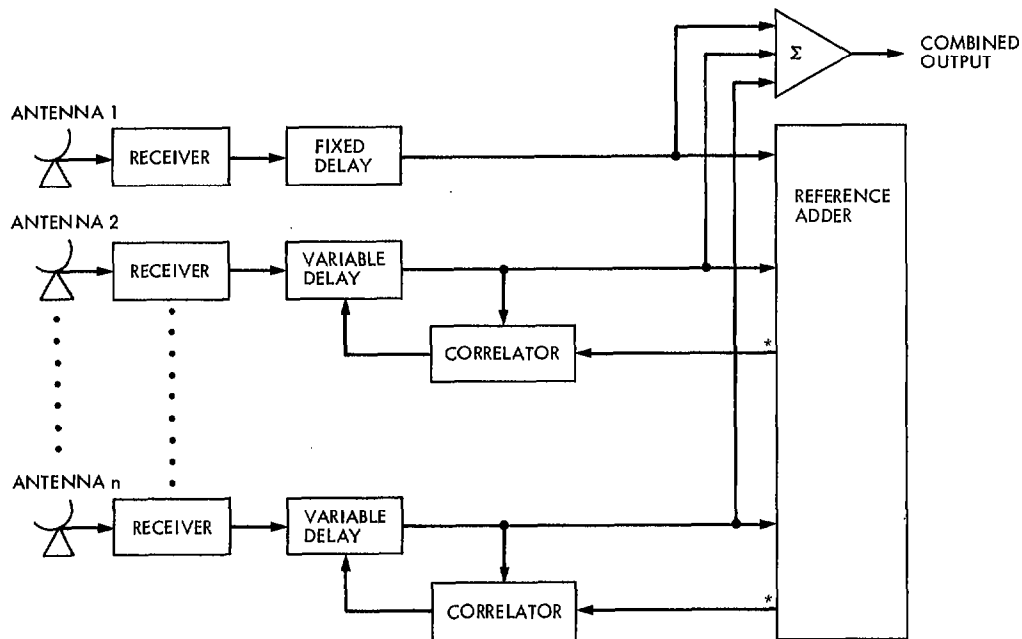 Σ
COMBINED
OUTPUT
ANTENNA 1
RECEIVER
FIXED
DELAY
REFERENCE
ADDER
ANTENNA 2
RECEIVER
VARIABLE
DELAY
CORRELATOR
*
ANTENNA n
RECEIVER
VARIABLE
DELAY
CORRELATOR
*